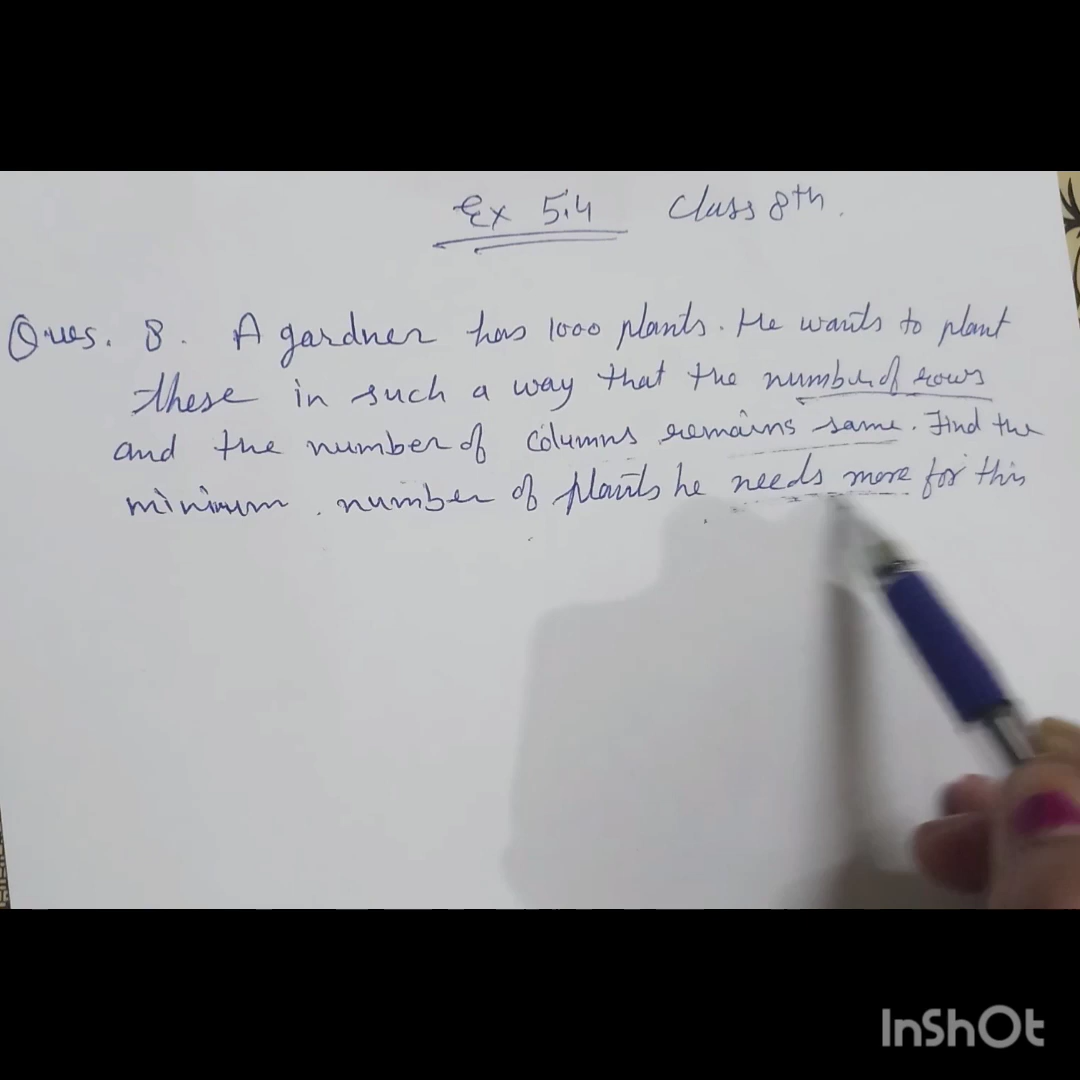 Ex 5.4 Class 8th.
Ques. 8. A gardner has 1000 plants. He wants to plant
these in such a way that the number of rows
and the number of columns remains same. Find the
minimum number of plants he needs more for this
InShOt